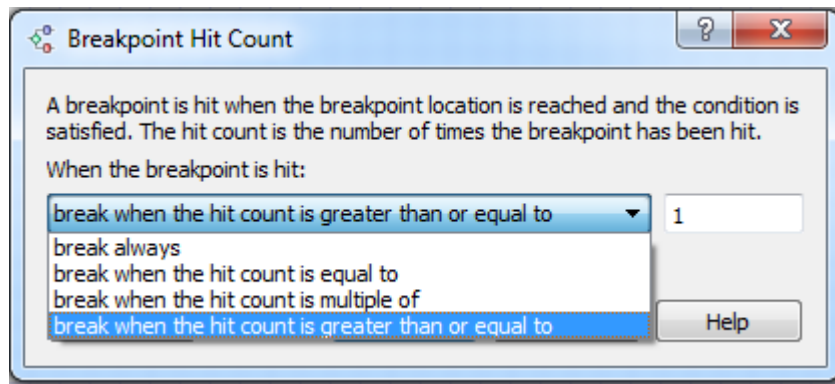 Breakpoint Hit Count
?
A breakpoint is hit when the breakpoint location is reached and the condition is
satisfied. The hit count is the number of times the breakpoint has been hit.
When the breakpoint is hit:
break when the hit count is greater than or equal to 1
break always
break when the hit count is equal to
break when the hit count is multiple of
break when the hit count is greater than or equal to
Help